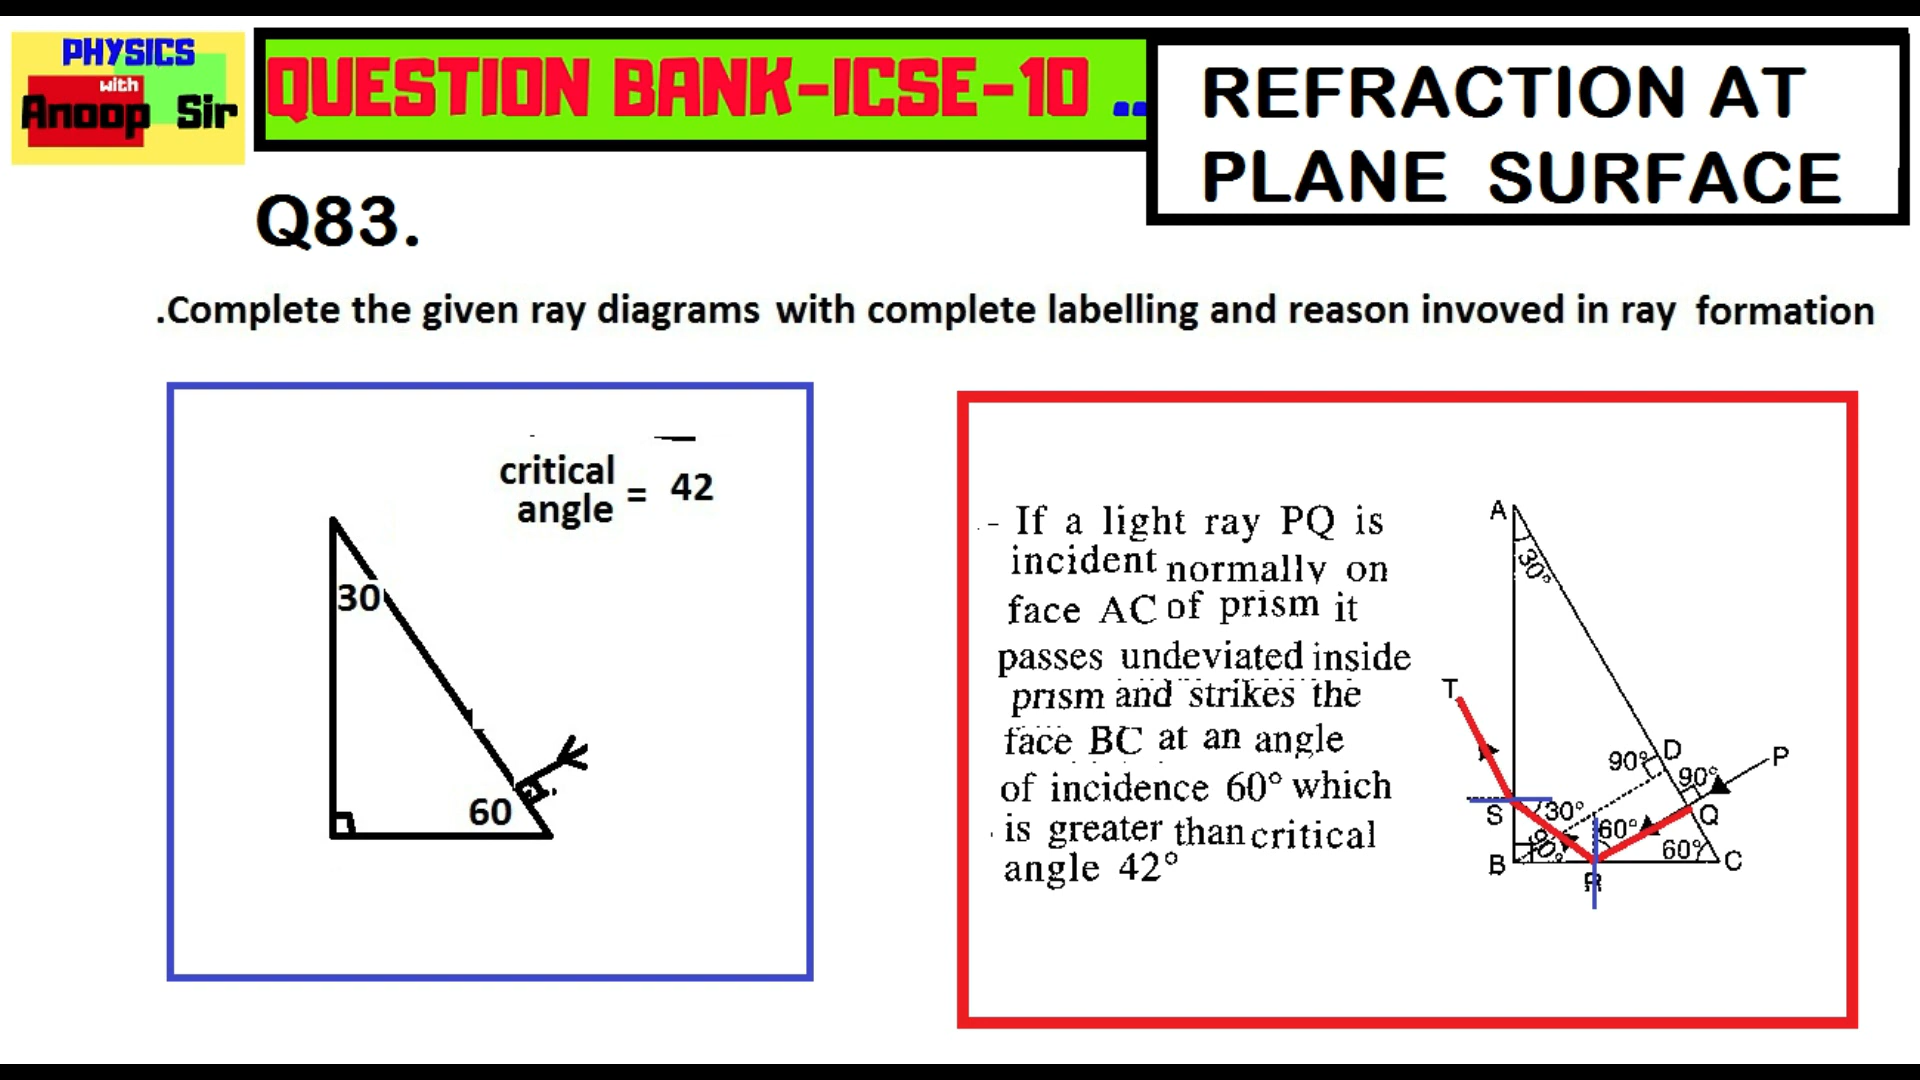 PHYSICS
with
Anoop Sir
QUESTION BANK-ICSE-10 ..
REFRACTION AT
PLANE SURFACE
Q83.
.Complete the given ray diagrams with complete labelling and reason invoved in ray formation
critical
angle = 42
30
60
- If a light ray PQ is
incident normally on
face AC of prism it
passes undeviated inside
prism and strikes the
face BC at an angle
of incidence 60° which
is greater than critical
angle 42°
A
30°
T
90° D
90° P
S 30° 60° Q
B 60° C
R